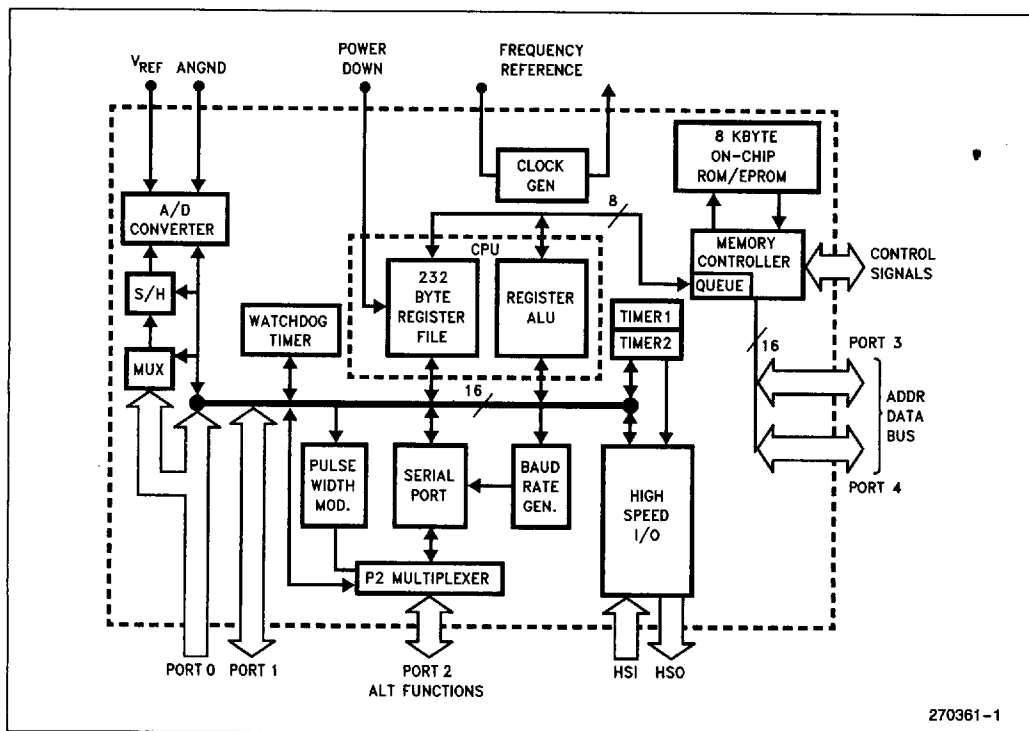 VREF
ANGND
POWER
DOWN
FREQUENCY
REFERENCE
8 KBYTE
ON-CHIP
ROM/EPROM
CLOCK
GEN
A/D
CONVERTER
8
CPU
MEMORY
CONTROLLER
QUEUE
CONTROL
SIGNALS
S/H
232
BYTE
REGISTER
FILE
REGISTER
ALU
WATCHDOG
TIMER
TIMER1
TIMER2
MUX
16
16
PORT 3
ADDR
DATA
BUS
PORT 4
PULSE
WIDTH
MOD.
SERIAL
PORT
BAUD
RATE
GEN.
HIGH
SPEED
I/O
P2 MULTIPLEXER
PORT 0
PORT 1
PORT 2
ALT FUNCTIONS
HSI
HSO
270361-1